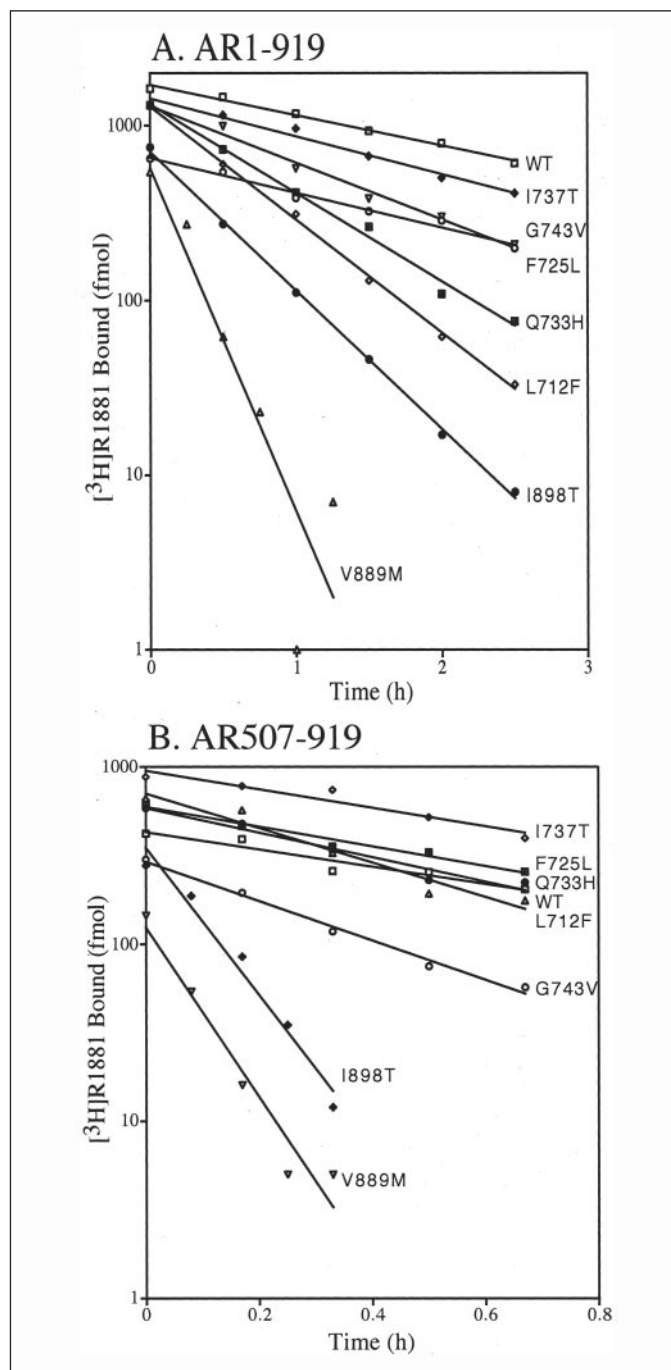 A. AR1-919
1000
100
10
1
[³H]R1881 Bound (fmol)
WT
I737T
G743V
F725L
Q733H
L712F
I898T
V889M
0
1
2
3
Time (h)
B. AR507-919
1000
100
10
1
[³H]R1881 Bound (fmol)
I737T
F725L
Q733H
WT
L712F
G743V
I898T
V889M
0
0.2
0.4
0.6
0.8
Time (h)